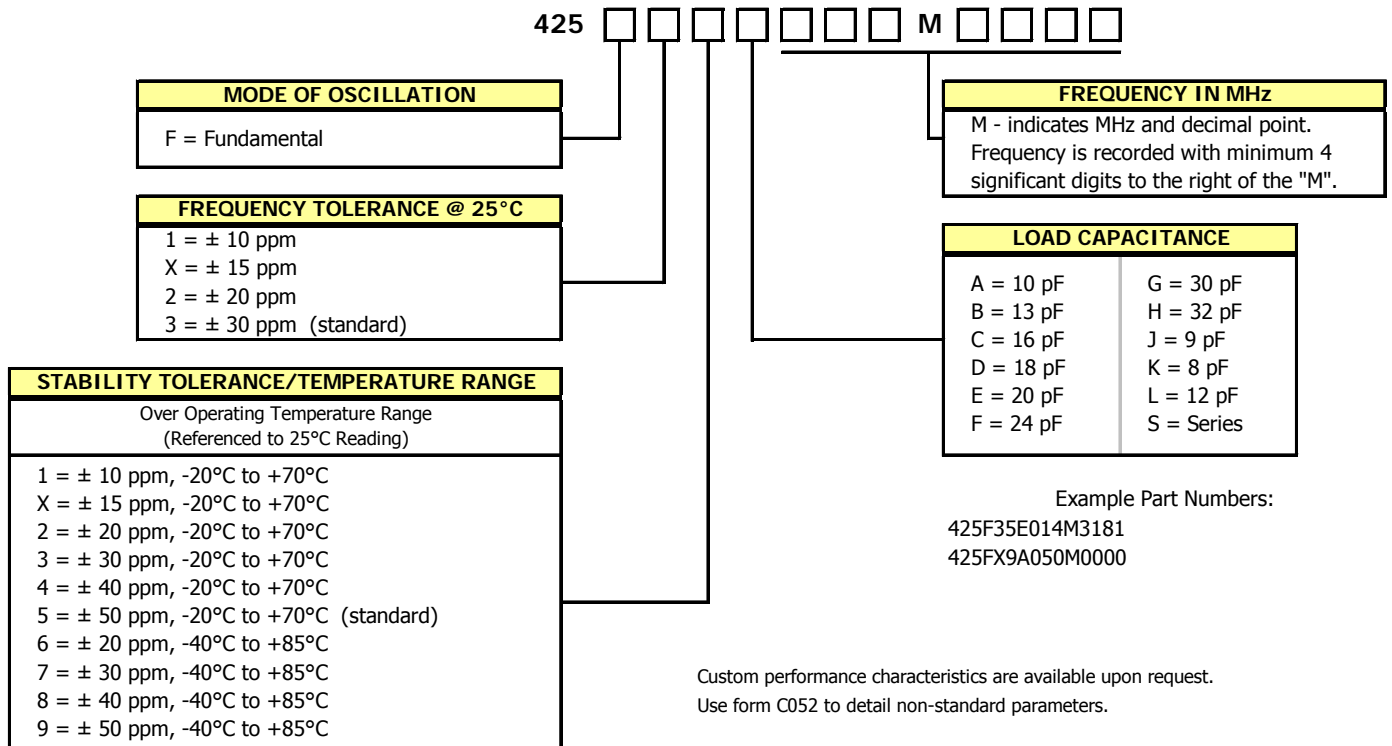 425 M
MODE OF OSCILLATION
F = Fundamental
FREQUENCY TOLERANCE @ 25°C
1 = ± 10 ppm
X = ± 15 ppm
2 = ± 20 ppm
3 = ± 30 ppm (standard)
STABILITY TOLERANCE/TEMPERATURE RANGE
Over Operating Temperature Range
(Referenced to 25°C Reading)
1 = ± 10 ppm, -20°C to +70°C
X = ± 15 ppm, -20°C to +70°C
2 = ± 20 ppm, -20°C to +70°C
3 = ± 30 ppm, -20°C to +70°C
4 = ± 40 ppm, -20°C to +70°C
5 = ± 50 ppm, -20°C to +70°C (standard)
6 = ± 20 ppm, -40°C to +85°C
7 = ± 30 ppm, -40°C to +85°C
8 = ± 40 ppm, -40°C to +85°C
9 = ± 50 ppm, -40°C to +85°C
FREQUENCY IN MHz
M - indicates MHz and decimal point.
Frequency is recorded with minimum 4
significant digits to the right of the "M".
LOAD CAPACITANCE
A = 10 pF
B = 13 pF
C = 16 pF
D = 18 pF
E = 20 pF
F = 24 pF
G = 30 pF
H = 32 pF
J = 9 pF
K = 8 pF
L = 12 pF
S = Series
Example Part Numbers:
425F35E014M3181
425FX9A050M0000
Custom performance characteristics are available upon request.
Use form C052 to detail non-standard parameters.